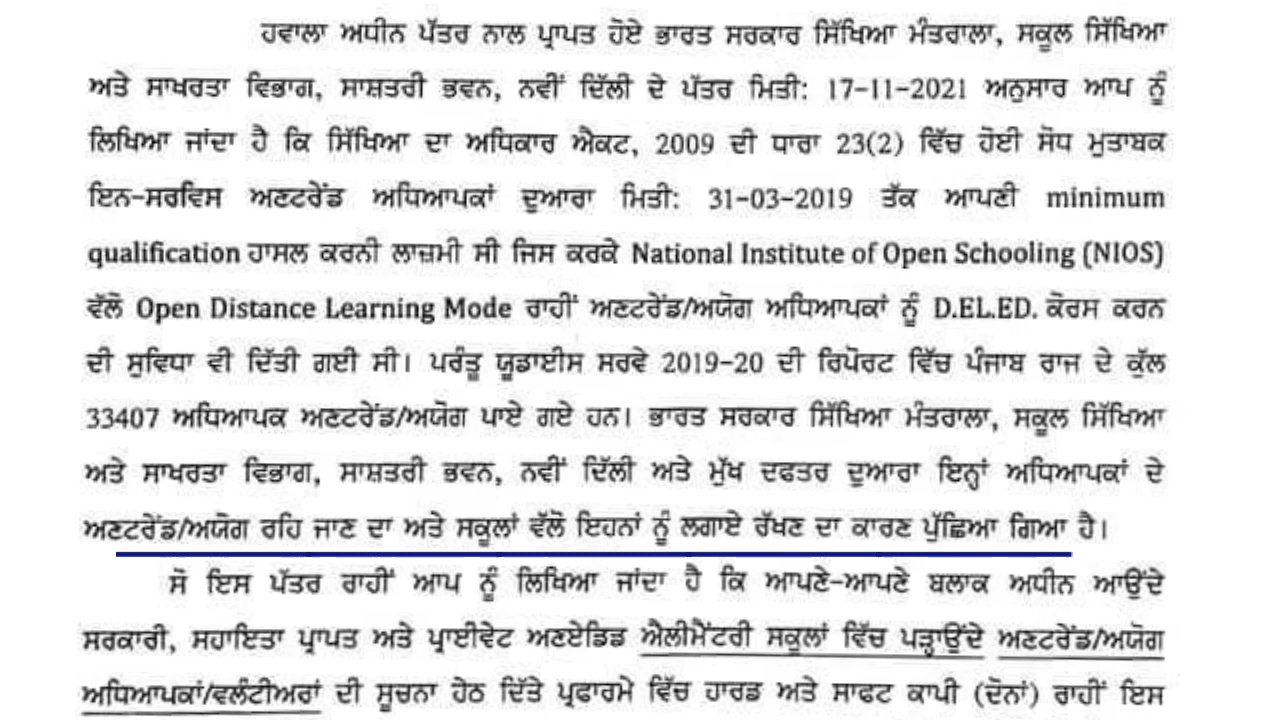 ਹਵਾਲਾ ਅਧੀਨ ਪੱਤਰ ਨਾਲ ਪ੍ਰਾਪਤ ਹੋਏ ਭਾਰਤ ਸਰਕਾਰ ਸਿੱਖਿਆ ਮੰਤਰਾਲਾ, ਸਕੂਲ ਸਿੱਖਿਆ
ਅਤੇ ਸਾਖਰਤਾ ਵਿਭਾਗ, ਸਾਸ਼ਤਰੀ ਭਵਨ, ਨਵੀਂ ਦਿੱਲੀ ਦੇ ਪੱਤਰ ਮਿਤੀ: 17-11-2021 ਅਨੁਸਾਰ ਆਪ ਨੂੰ
ਲਿਖਿਆ ਜਾਂਦਾ ਹੈ ਕਿ ਸਿੱਖਿਆ ਦਾ ਅਧਿਕਾਰ ਐਕਟ, 2009 ਦੀ ਧਾਰਾ 23(2) ਵਿੱਚ ਹੋਈ ਸੋਧ ਮੁਤਾਬਕ
ਇਨ-ਸਰਵਿਸ ਅਣਟਰੇਂਡ ਅਧਿਆਪਕਾਂ ਦੁਆਰਾ ਮਿਤੀ: 31-03-2019 ਤੱਕ ਆਪਣੀ minimum
qualification ਹਾਸਲ ਕਰਨੀ ਲਾਜ਼ਮੀ ਸੀ ਜਿਸ ਕਰਕੇ National Institute of Open Schooling (NIOS)
ਵੱਲੋਂ Open Distance Learning Mode ਰਾਹੀਂ ਅਣਟਰੇਂਡ/ਅਯੋਗ ਅਧਿਆਪਕਾਂ ਨੂੰ D.EL.ED. ਕੋਰਸ ਕਰਨ
ਦੀ ਸੁਵਿਧਾ ਵੀ ਦਿੱਤੀ ਗਈ ਸੀ। ਪਰੰਤੂ ਯੂਡਾਈਸ ਸਰਵੇ 2019-20 ਦੀ ਰਿਪੋਰਟ ਵਿੱਚ ਪੰਜਾਬ ਰਾਜ ਦੇ ਕੁੱਲ
33407 ਅਧਿਆਪਕ ਅਣਟਰੇਂਡ/ਅਯੋਗ ਪਾਏ ਗਏ ਹਨ। ਭਾਰਤ ਸਰਕਾਰ ਸਿੱਖਿਆ ਮੰਤਰਾਲਾ, ਸਕੂਲ ਸਿੱਖਿਆ
ਅਤੇ ਸਾਖਰਤਾ ਵਿਭਾਗ, ਸਾਸ਼ਤਰੀ ਭਵਨ, ਨਵੀਂ ਦਿੱਲੀ ਅਤੇ ਮੁੱਖ ਦਫਤਰ ਦੁਆਰਾ ਇਨ੍ਹਾਂ ਅਧਿਆਪਕਾਂ ਦੇ
ਅਣਟਰੇਂਡ/ਅਯੋਗ ਰਹਿ ਜਾਣ ਦਾ ਅਤੇ ਸਕੂਲਾਂ ਵੱਲੋਂ ਇਹਨਾਂ ਨੂੰ ਲਗਾਏ ਰੱਖਣ ਦਾ ਕਾਰਣ ਪੁੱਛਿਆ ਗਿਆ ਹੈ।
ਸੋ ਇਸ ਪੱਤਰ ਰਾਹੀਂ ਆਪ ਨੂੰ ਲਿਖਿਆ ਜਾਂਦਾ ਹੈ ਕਿ ਆਪਣੇ-ਆਪਣੇ ਬਲਾਕ ਅਧੀਨ ਆਉਂਦੇ
ਸਰਕਾਰੀ, ਸਹਾਇਤਾ ਪ੍ਰਾਪਤ ਅਤੇ ਪ੍ਰਾਈਵੇਟ ਅਣਏਡਿਡ ਐਲੀਮੈਂਟਰੀ ਸਕੂਲਾਂ ਵਿੱਚ ਪੜ੍ਹਾਉਂਦੇ ਅਣਟਰੇਂਡ/ਅਯੋਗ
ਅਧਿਆਪਕਾਂ/ਵਲੰਟੀਅਰਾਂ ਦੀ ਸੂਚਨਾ ਹੇਠ ਦਿੱਤੇ ਪ੍ਰਫਾਰਮੇ ਵਿੱਚ ਹਾਰਡ ਅਤੇ ਸਾਫਟ ਕਾਪੀ (ਦੋਨਾਂ) ਰਾਹੀਂ ਇਸ